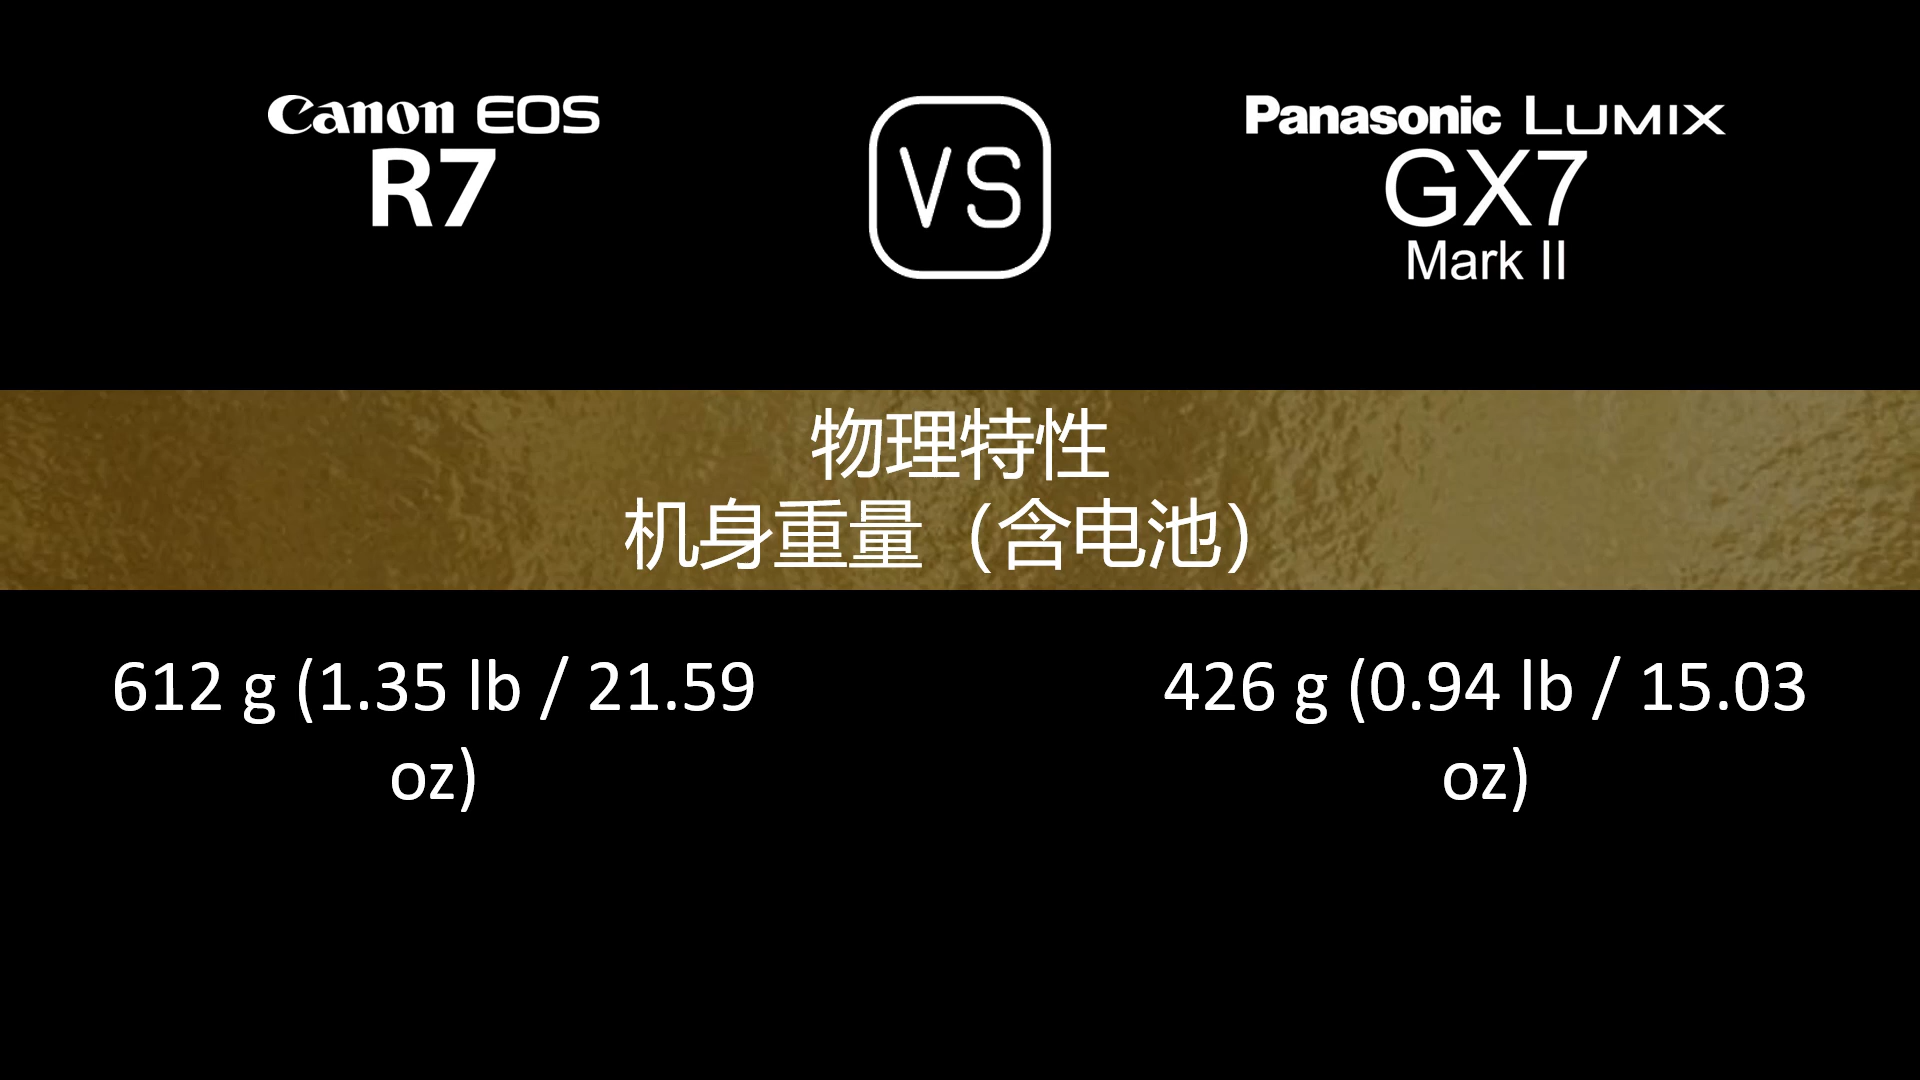 Canon EOS
R7
VS
Panasonic LUMIX
GX7
Mark II
物理特性
机身重量（含电池）
612 g (1.35 lb / 21.59
oz)
426 g (0.94 lb / 15.03
oz)